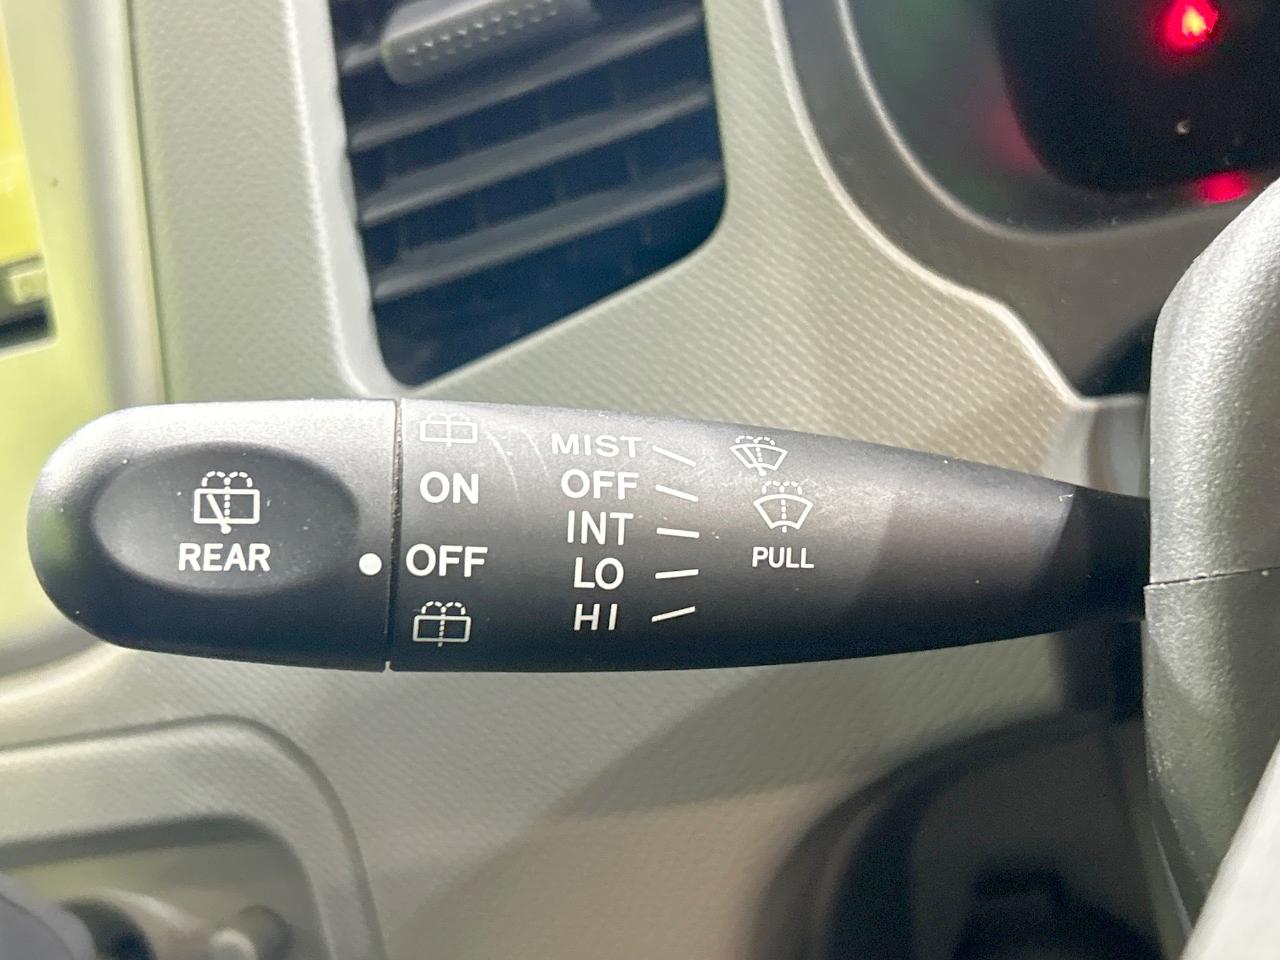 REAR
ON
OFF
MIST
OFF
INT
LO
HI
PULL